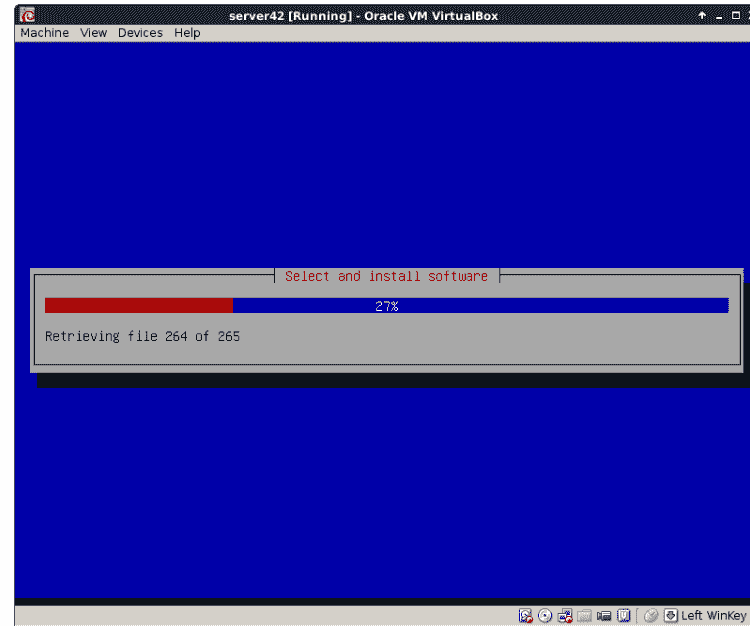 server42 [Running] - Oracle VM VirtualBox
Machine View Devices Help
Select and install software
27%
Retrieving file 264 of 265
Left WinKey